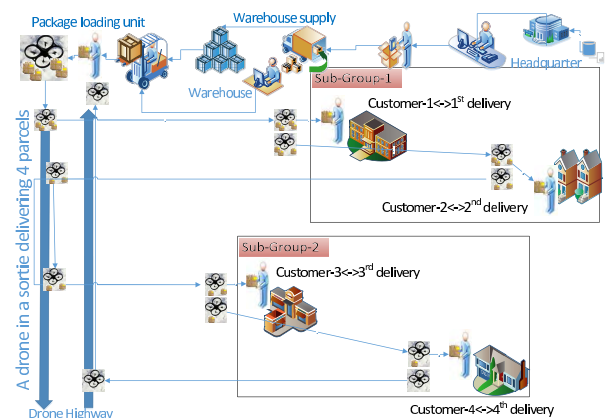 Package loading unit
Warehouse supply
Headquarter
Warehouse
Sub-Group-1
Customer-1<->1st delivery
Customer-2<->2nd delivery
A drone in a sortie delivering 4 parcels
Sub-Group-2
Customer-3<->3rd delivery
Customer-4<->4th delivery
Drone Highway